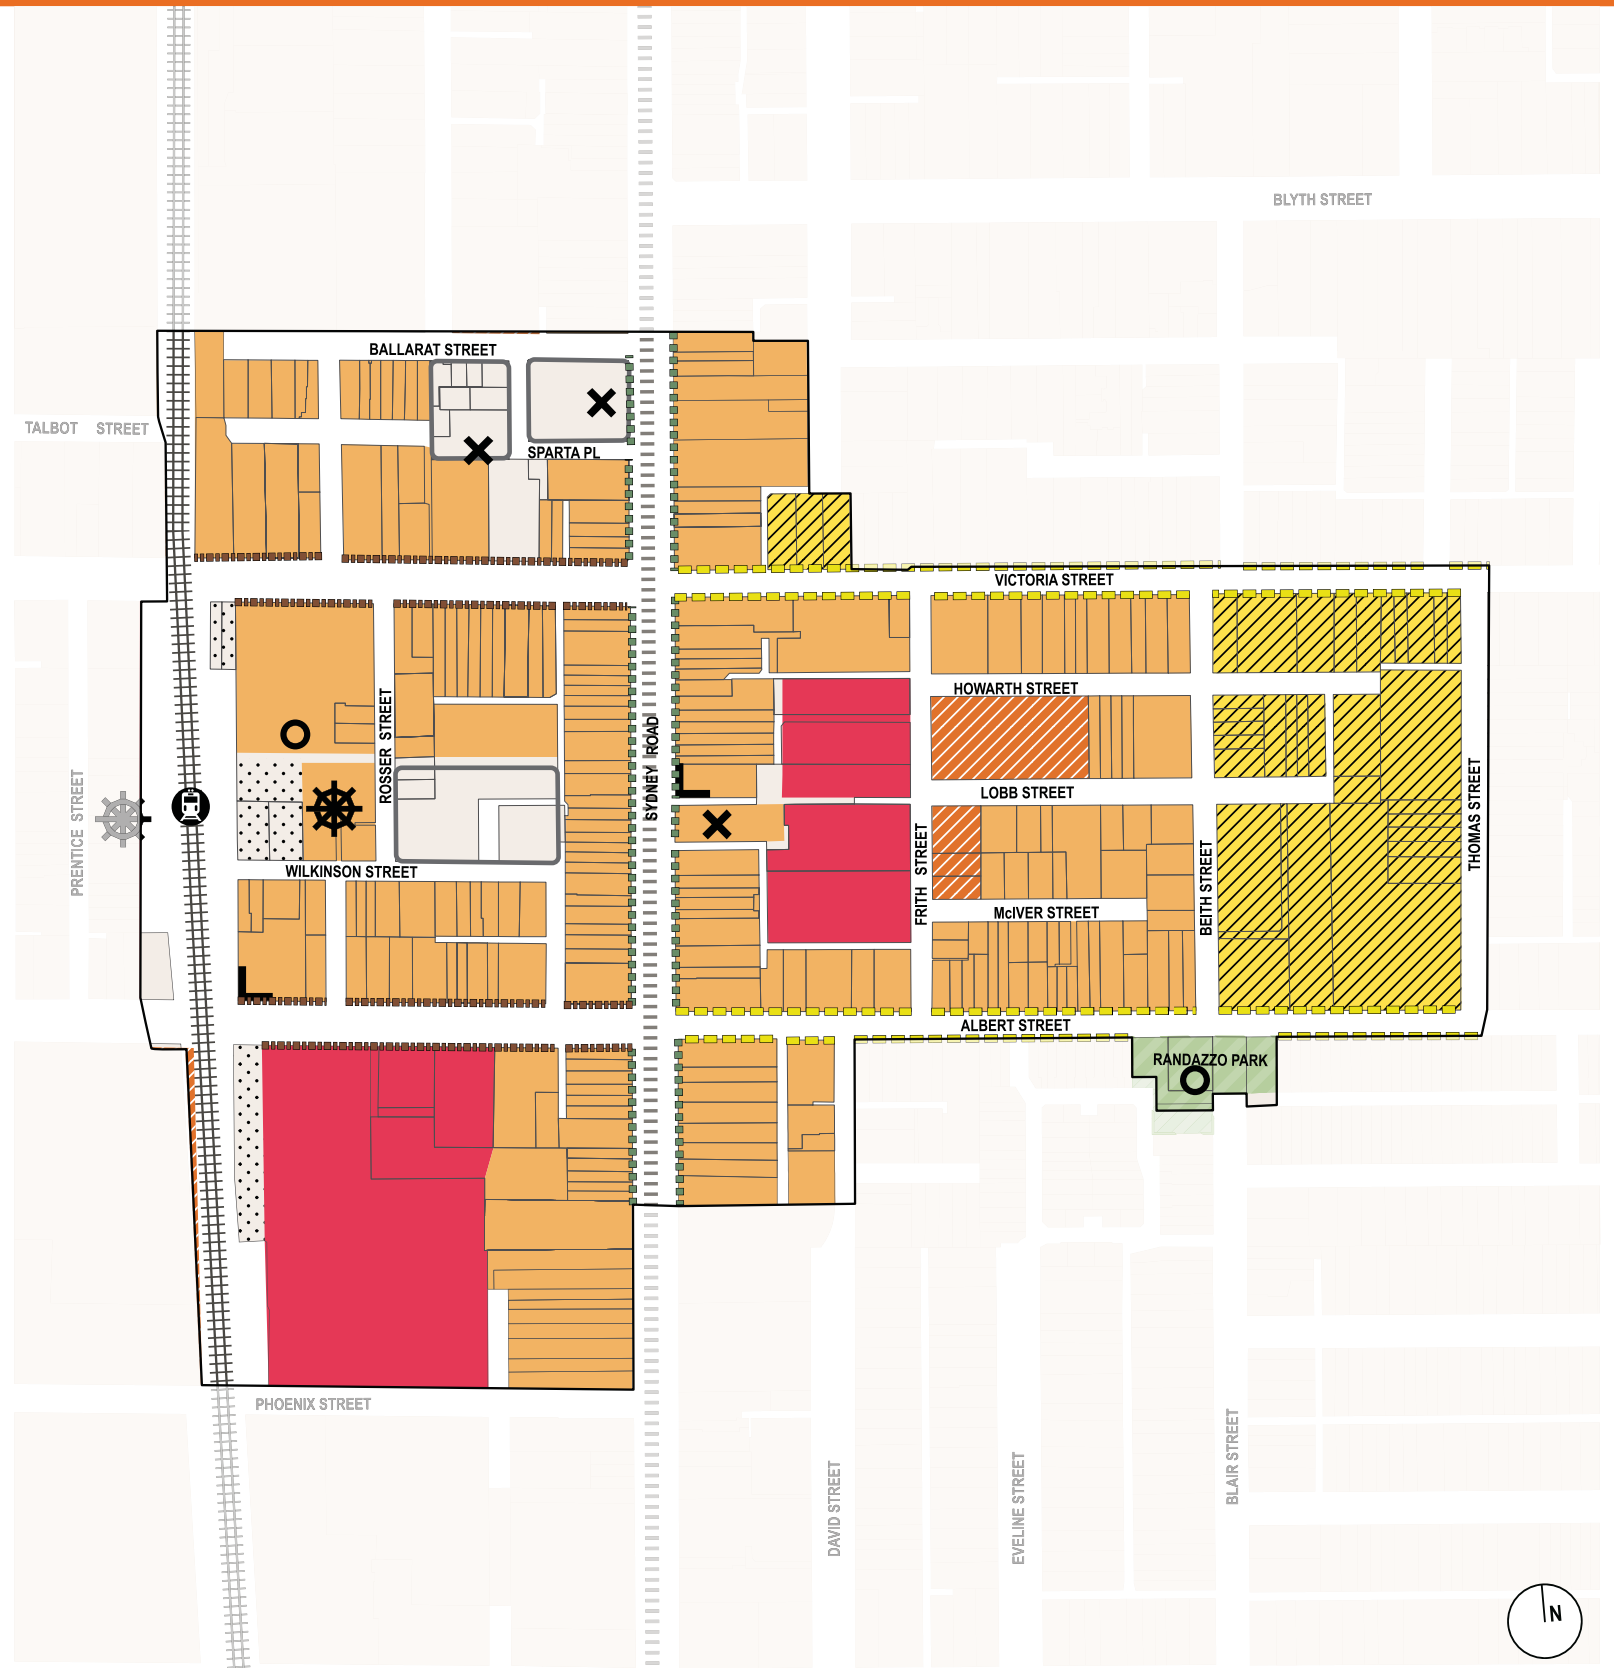 BLYTH STREET
BALLARAT STREET
TALBOT STREET
SPARTA PL
VICTORIA STREET
HOWARTH STREET
ROSSER STREET
SYDNEY ROAD
LOBB STREET
PRENTICE STREET
THOMAS STREET
WILKINSON STREET
FRITH STREET
BEITH STREET
McIVER STREET
ALBERT STREET
RANDAZZO PARK
PHOENIX STREET
DAVID STREET
EVELINE STREET
BLAIR STREET
N